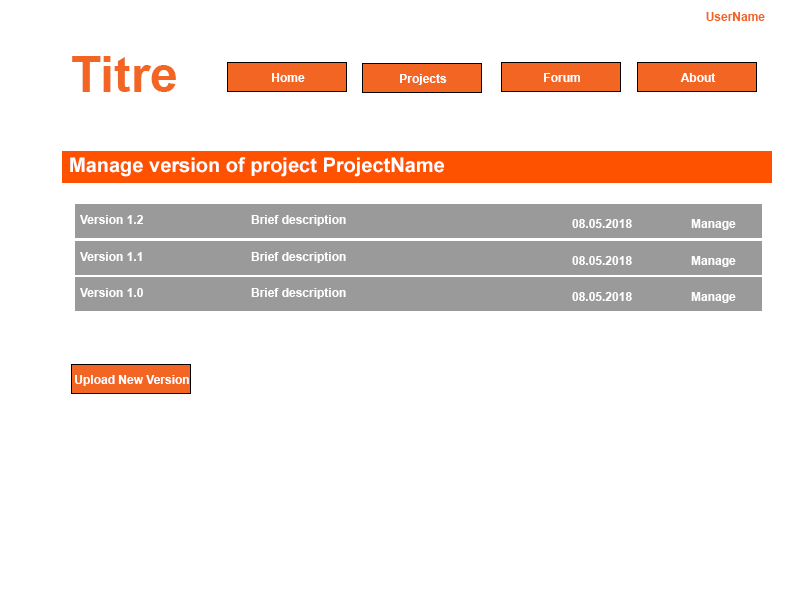 UserName
Titre
Home Projects Forum About
Manage version of project ProjectName
Version 1.2 Brief description 08.05.2018 Manage
Version 1.1 Brief description 08.05.2018 Manage
Version 1.0 Brief description 08.05.2018 Manage
Upload New Version